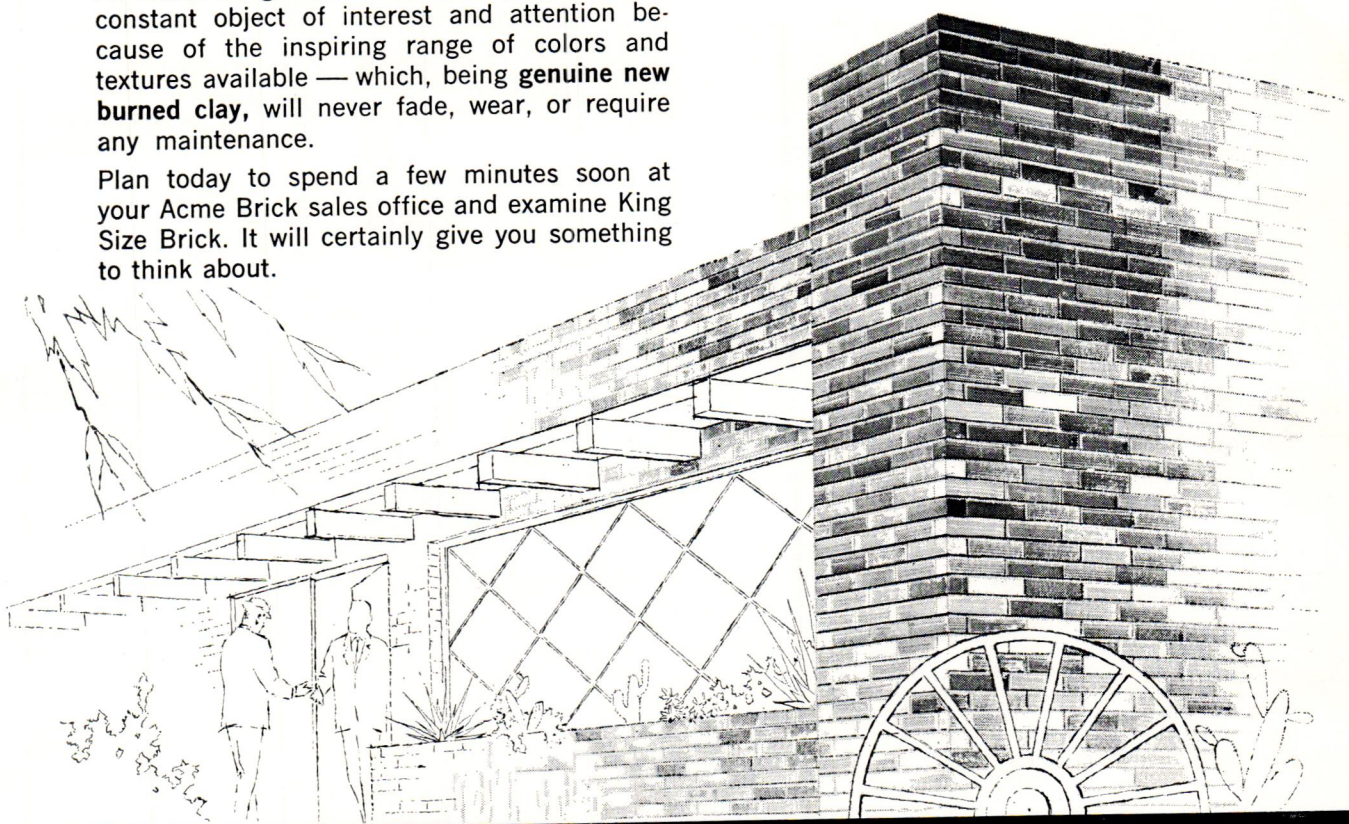 constant object of interest and attention be-
cause of the inspiring range of colors and
textures available — which, being genuine new
burned clay, will never fade, wear, or require
any maintenance.
Plan today to spend a few minutes soon at
your Acme Brick sales office and examine King
Size Brick. It will certainly give you something
to think about.